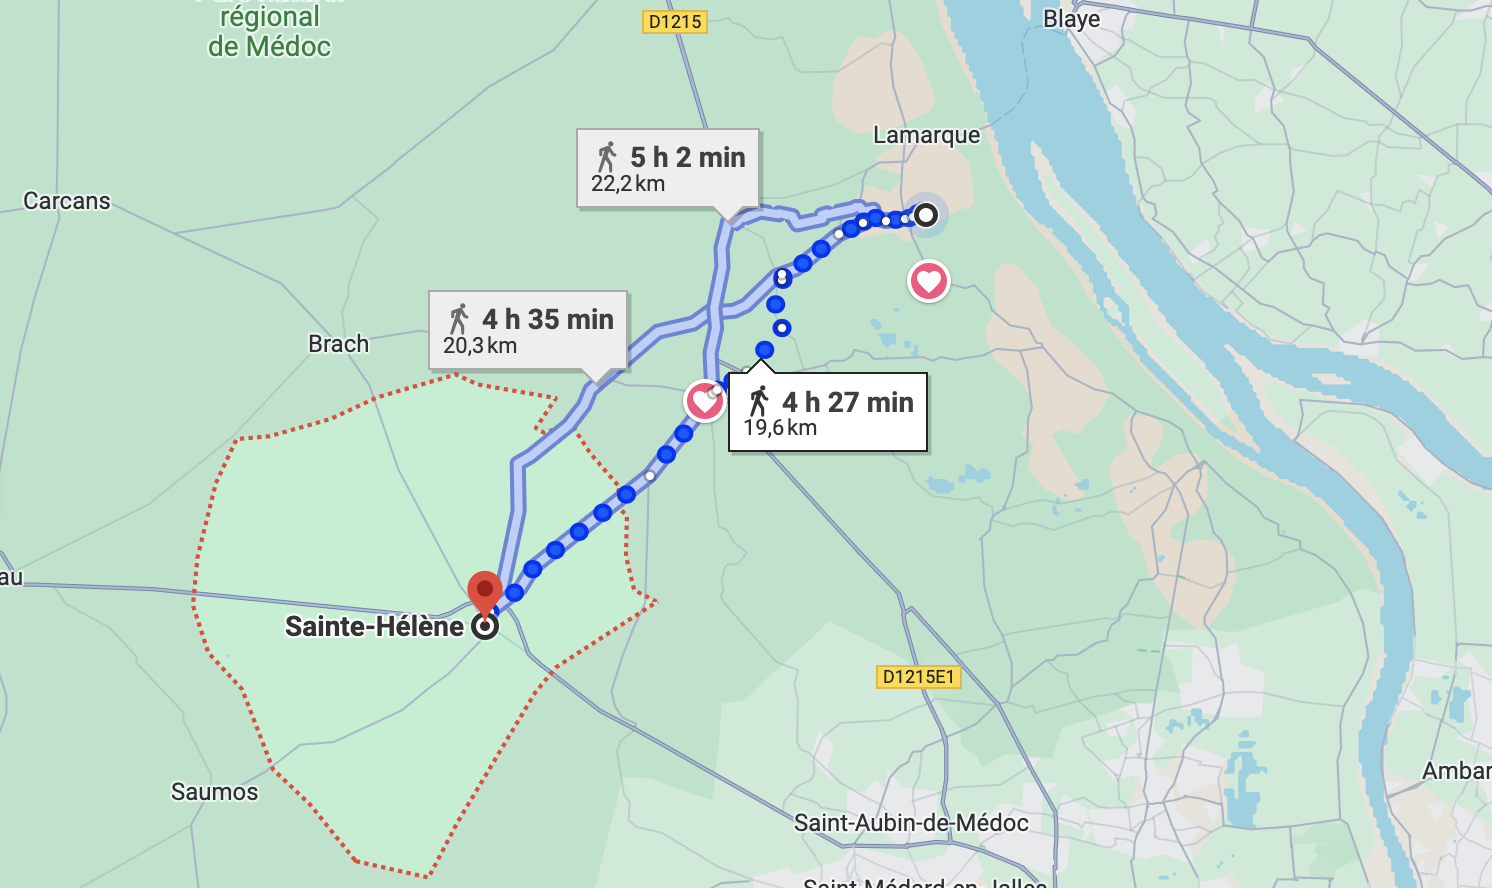 régional
de Médoc
D1215
Blaye
Lamarque
5 h 2 min
22,2 km
Carcans
4 h 35 min
20,3 km
Brach
4 h 27 min
19,6 km
au
Sainte-Hélène
D1215E1
Saumos
Ambar
Saint-Aubin-de-Médoc